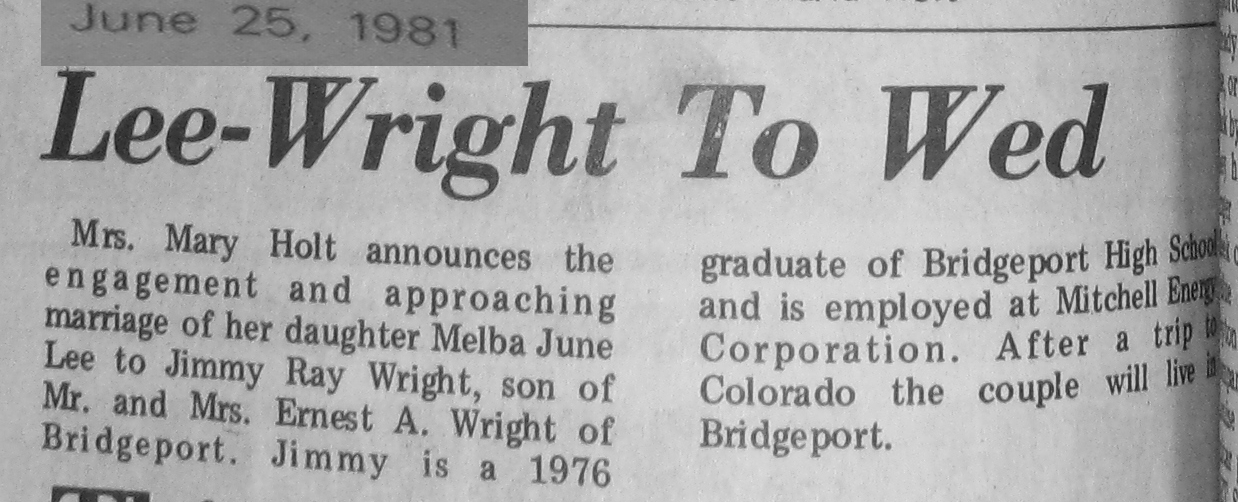 June 25, 1981
Lee-Wright To Wed
Mrs. Mary Holt announces the
engagement and approaching
marriage of her daughter Melba June
Lee to Jimmy Ray Wright, son of
Mr. and Mrs. Ernest A. Wright of
Bridgeport. Jimmy is a 1976
graduate of Bridgeport High School
and is employed at Mitchell Energy
Corporation. After a trip to
Colorado the couple will live in
Bridgeport.